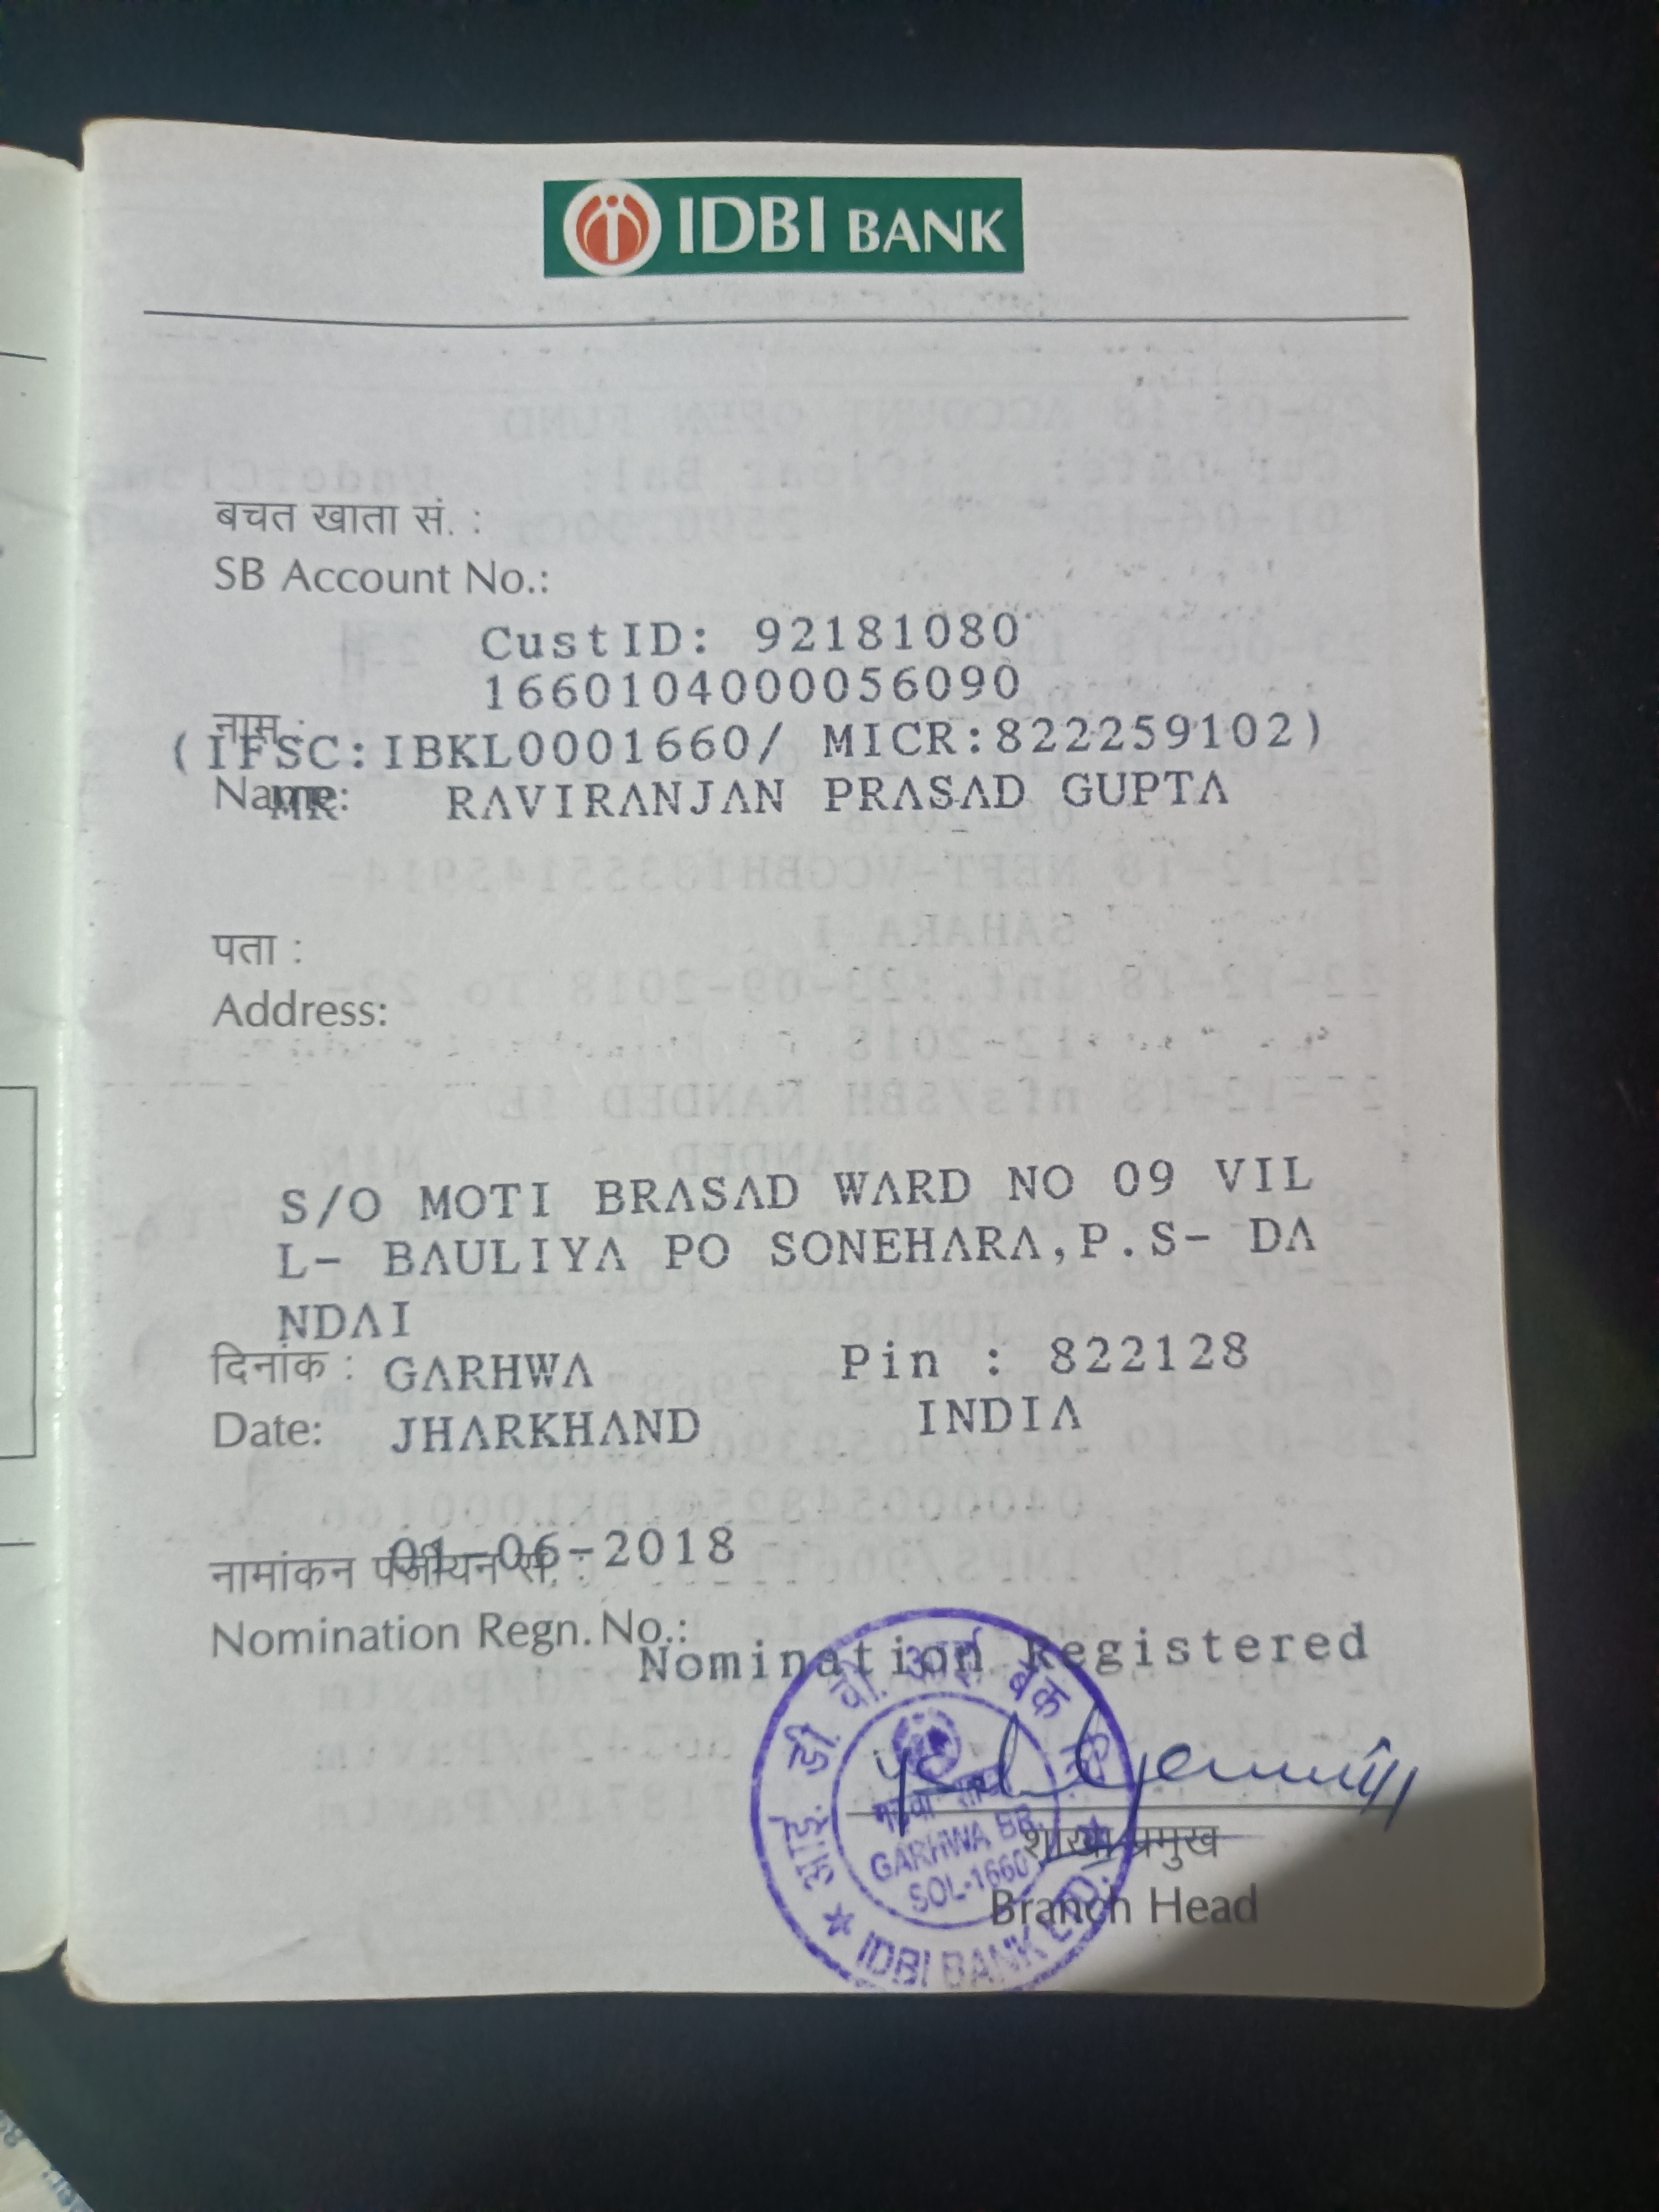 IDBI BANK
बचत खाता सं. :
SB Account No.:
CustID: 92181080
1660104000056090
नाम :
(IFSC:IBKL0001660/ MICR:822259102)
Name:
MR RAVIRANJAN PRASAD GUPTA
पता :
Address:
S/O MOTI BRASAD WARD NO 09 VIL
L- BAULIYA PO SONEHARA,P.S- DA
NDAI
दिनांक : GARHWA Pin : 822128
Date: JHARKHAND INDIA
01-06-2018
नामांकन पंजीयन सं. :
Nomination Regn. No.:
Nomination Registered
आई. डी. बी. आई. बैंक
गढ़वा शाखा
GARHWA BR.
SOL-1660
IDBI BANK LTD.
शाखा प्रमुख
Branch Head